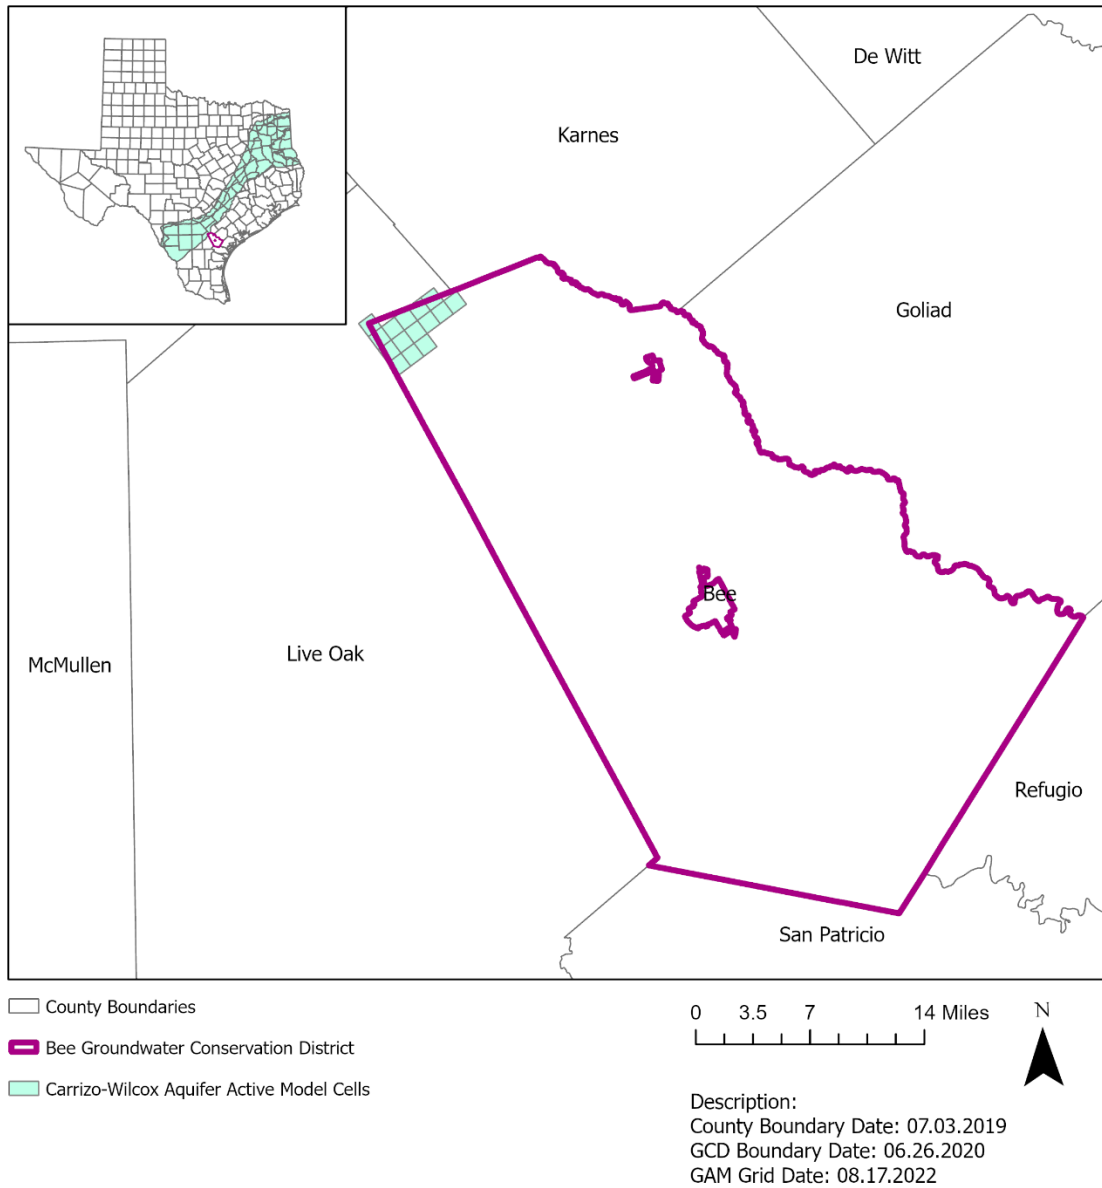 De Witt
Karnes
Goliad
Bee
McMullen
Live Oak
Refugio
San Patricio
County Boundaries
Bee Groundwater Conservation District
Carrizo-Wilcox Aquifer Active Model Cells
0 3.5 7 14 Miles
N
Description:
County Boundary Date: 07.03.2019
GCD Boundary Date: 06.26.2020
GAM Grid Date: 08.17.2022